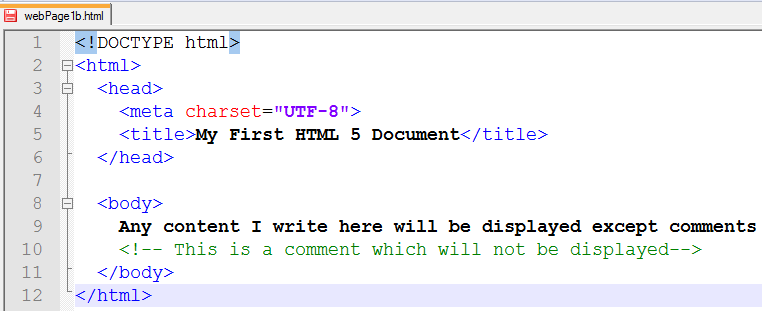 webPage1b.html
1 <!DOCTYPE html>
2 <html>
3 <head>
4 <meta charset="UTF-8">
5 <title>My First HTML 5 Document</title>
6 </head>
7
8 <body>
9 Any content I write here will be displayed except comments
10 <!-- This is a comment which will not be displayed-->
11 </body>
12 </html>